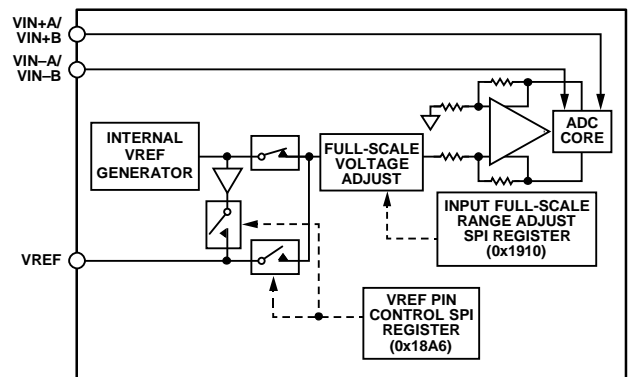 VIN+A/
VIN+B
VIN–A/
VIN–B
INTERNAL
VREF
GENERATOR
FULL-SCALE
VOLTAGE
ADJUST
ADC
CORE
INPUT FULL-SCALE
RANGE ADJUST
SPI REGISTER
(0x1910)
VREF
VREF PIN
CONTROL SPI
REGISTER
(0x18A6)